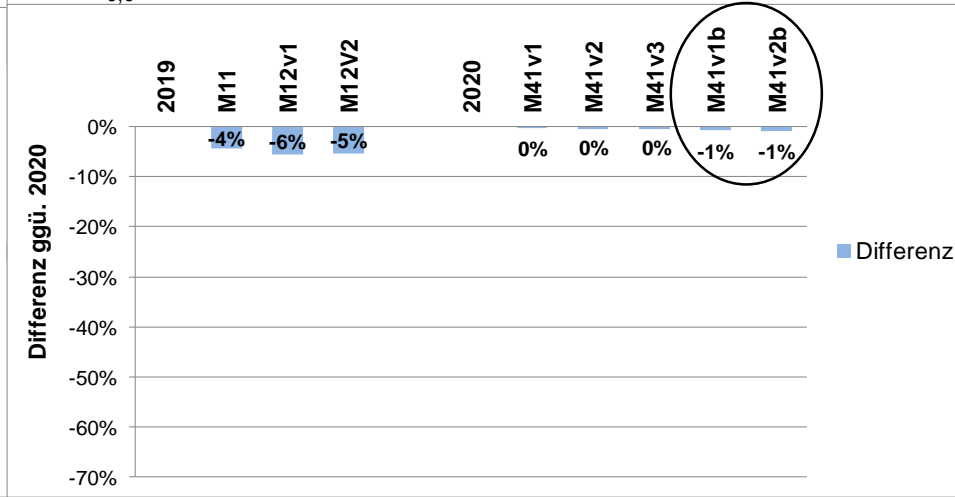 2019
M11
M12v1
M12V2
2020
M41v1
M41v2
M41v3
M41v1b
M41v2b
0%
-10%
-20%
-30%
-40%
-50%
-60%
-70%
Differenz ggü. 2020
-4%
-6%
-5%
0%
0%
0%
-1%
-1%
Differenz